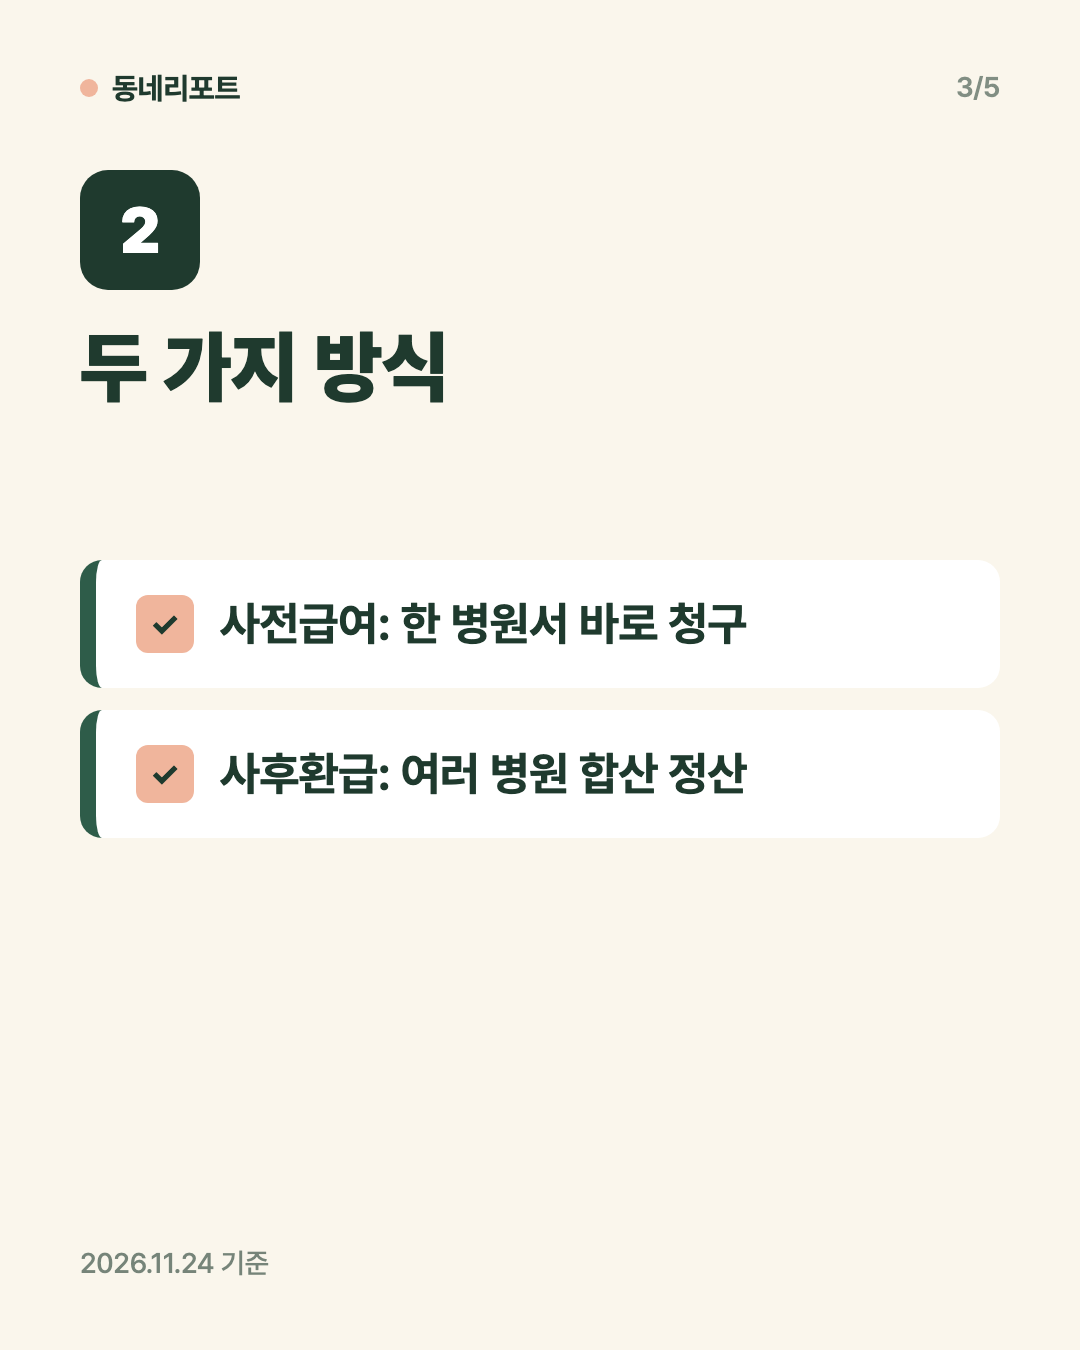 동네리포트
3/5
2
두 가지 방식
사전급여: 한 병원서 바로 청구
사후환급: 여러 병원 합산 정산
2026.11.24 기준